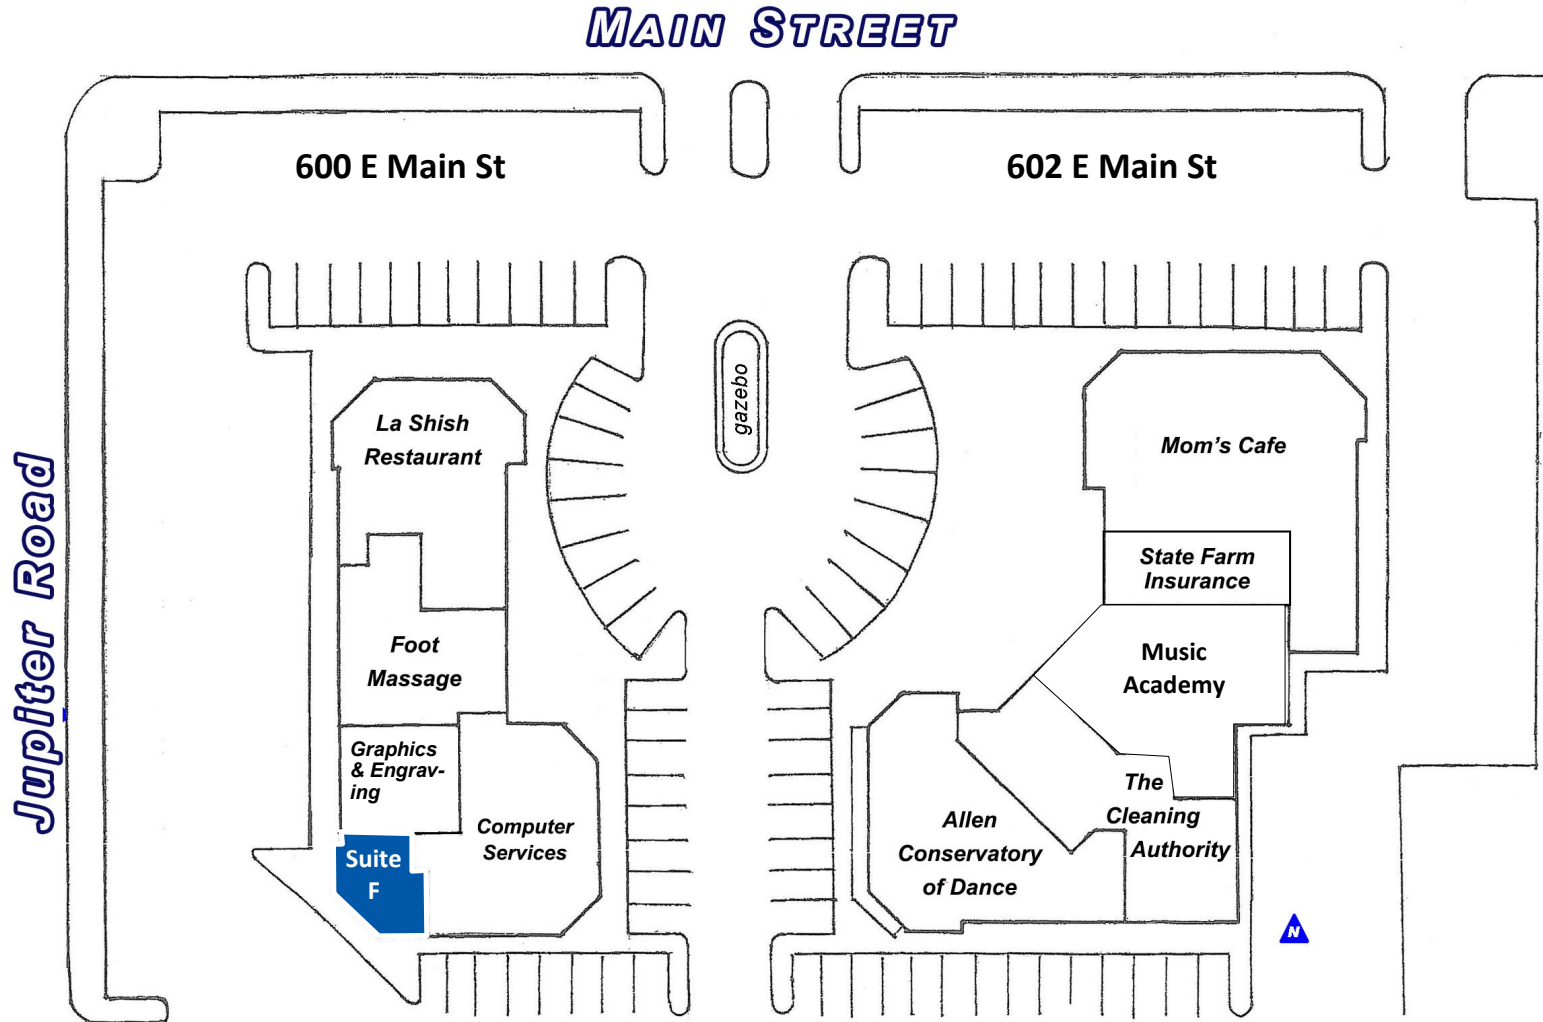 MAIN STREET
600 E Main St
602 E Main St
Jupiter Road
La Shish
Restaurant
gazebo
Mom's Cafe
State Farm
Insurance
Foot
Massage
Music
Academy
Graphics
& Engrav-
ing
Computer
Services
Suite
F
Allen
Conservatory
of Dance
The
Cleaning
Authority
N